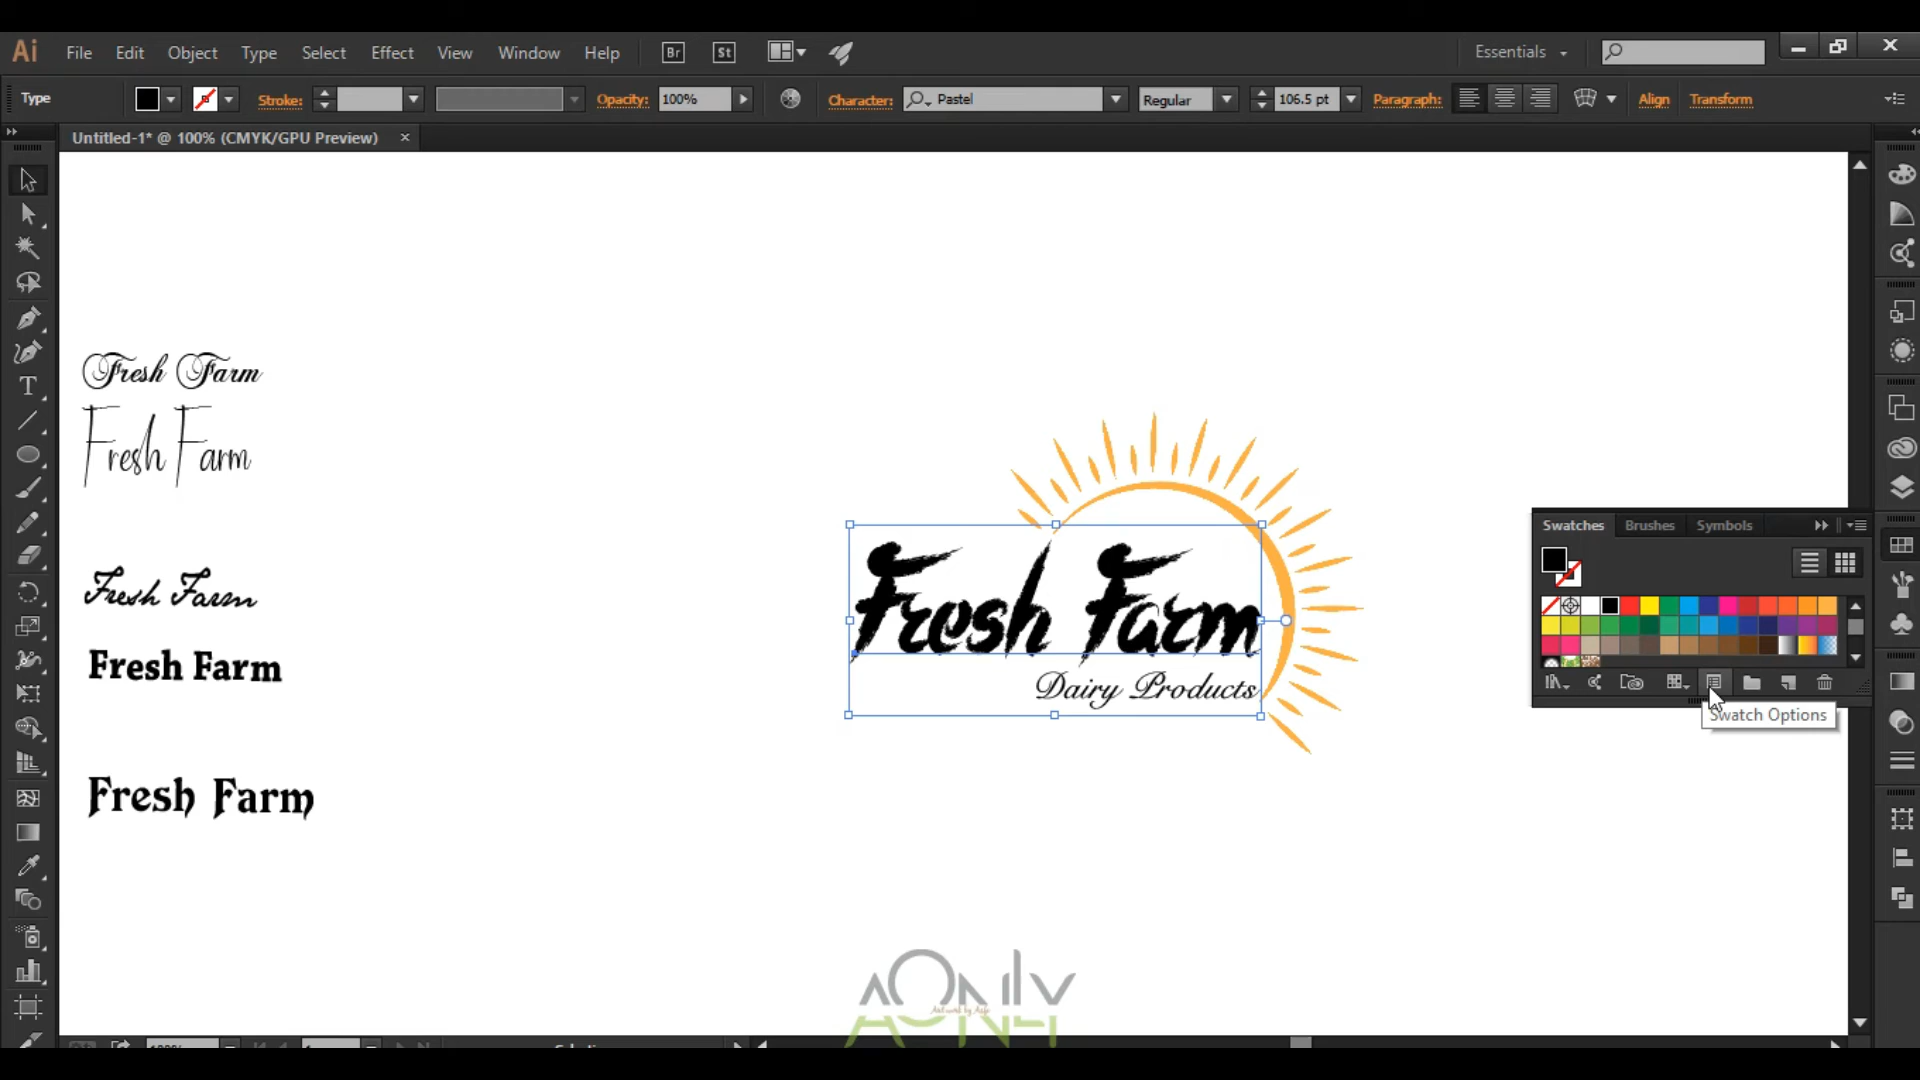 Ai File Edit Object Type Select Effect View Window Help Br St Essentials
Type Stroke: Opacity: 100% Character: Pastel Regular 106.5 pt Paragraph: Align Transform
Untitled-1* @ 100% (CMYK/GPU Preview) ×
Fresh Farm
Fresh Farm
Fresh Farm
Fresh Farm
Fresh Farm
Fresh Farm
Dairy Products
Swatches Brushes Symbols
Swatch Options
AONLY